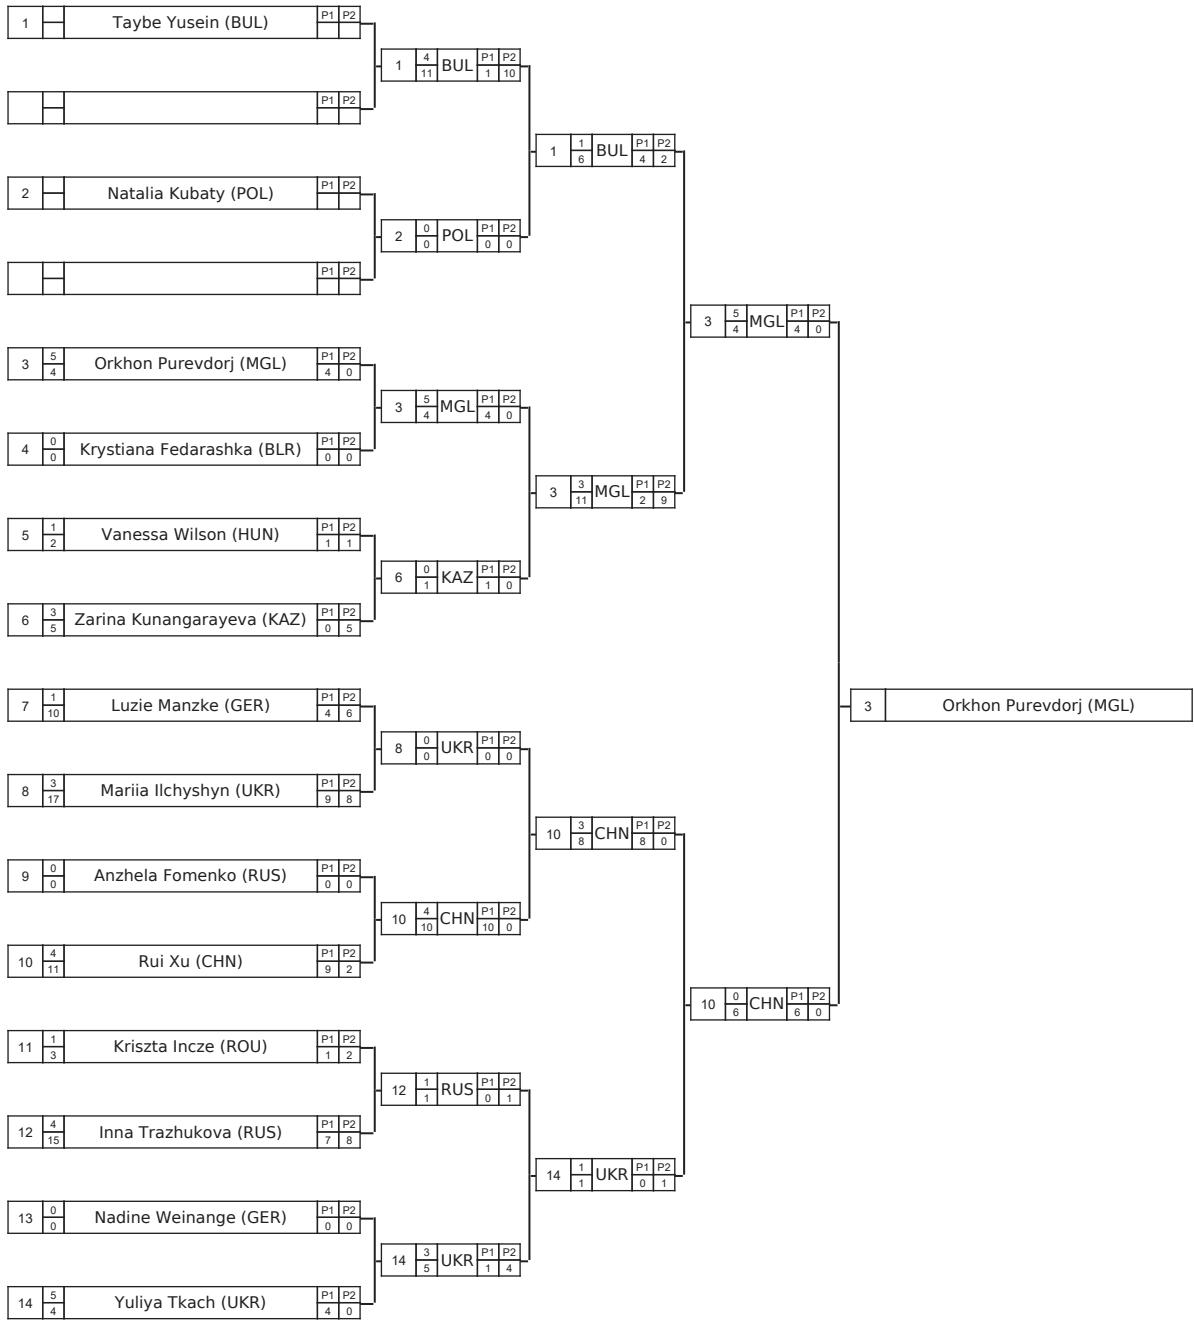 1 Taybe Yusein (BUL) P1 P2
1 4 11 BUL P1 P2 1 10
P1 P2
1 1 6 BUL P1 P2 4 2
2 Natalia Kubaty (POL) P1 P2
2 0 0 POL P1 P2 0 0
P1 P2
3 5 4 MGL P1 P2 4 0
3 5 4 Orkhon Purevdorj (MGL) P1 P2 4 0
3 5 4 MGL P1 P2 4 0
4 0 0 Krystiana Fedarashka (BLR) P1 P2 0 0
3 3 11 MGL P1 P2 2 9
5 1 2 Vanessa Wilson (HUN) P1 P2 1 1
6 0 1 KAZ P1 P2 1 0
6 3 5 Zarina Kunangarayeva (KAZ) P1 P2 0 5
7 1 10 Luzie Manzke (GER) P1 P2 4 6
3 Orkhon Purevdorj (MGL)
8 0 0 UKR P1 P2 0 0
8 3 17 Mariia Ilchyshyn (UKR) P1 P2 9 8
10 3 8 CHN P1 P2 8 0
9 0 0 Anzhela Fomenko (RUS) P1 P2 0 0
10 4 10 CHN P1 P2 10 0
10 4 11 Rui Xu (CHN) P1 P2 9 2
10 0 6 CHN P1 P2 6 0
11 1 3 Kriszta Incze (ROU) P1 P2 1 2
12 1 1 RUS P1 P2 0 1
12 4 15 Inna Trazhukova (RUS) P1 P2 7 8
14 1 1 UKR P1 P2 0 1
13 0 0 Nadine Weinange (GER) P1 P2 0 0
14 3 5 UKR P1 P2 1 4
14 5 4 Yuliya Tkach (UKR) P1 P2 4 0